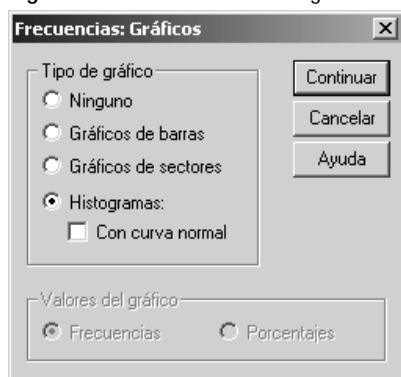 Frecuencias: Gráficos
Tipo de gráfico
Ninguno
Gráficos de barras
Gráficos de sectores
Histogramas:
Con curva normal
Continuar
Cancelar
Ayuda
Valores del gráfico
Frecuencias
Porcentajes